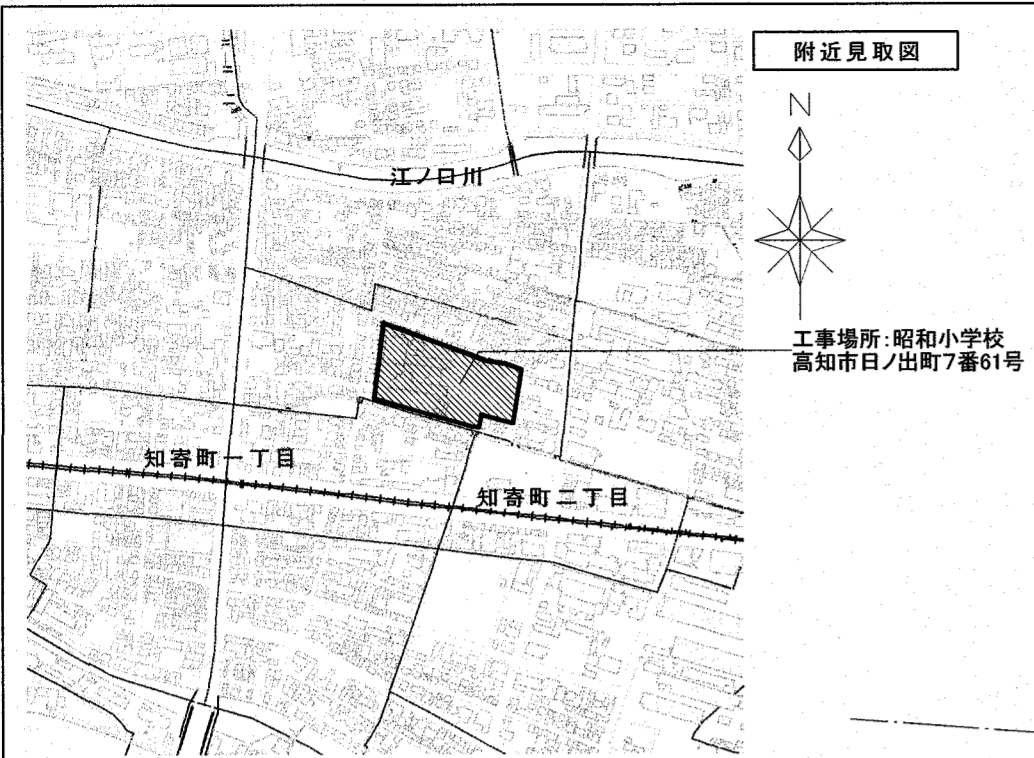 附近見取図
N
江ノ口川
工事場所:昭和小学校
高知市日ノ出町7番61号
知寄町一丁目
知寄町二丁目